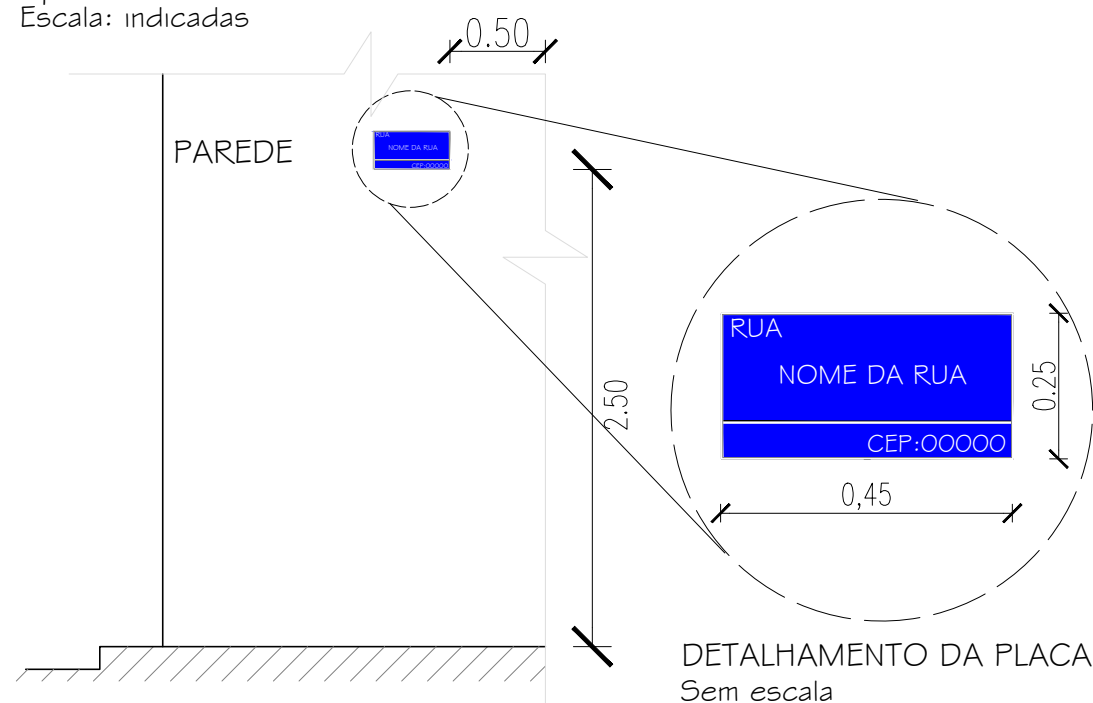 Escala: indicadas
0.50
RUA
NOME DA RUA
CEP:00000
PAREDE
2.50
RUA
NOME DA RUA
CEP:00000
0.25
0,45
DETALHAMENTO DA PLACA
Sem escala